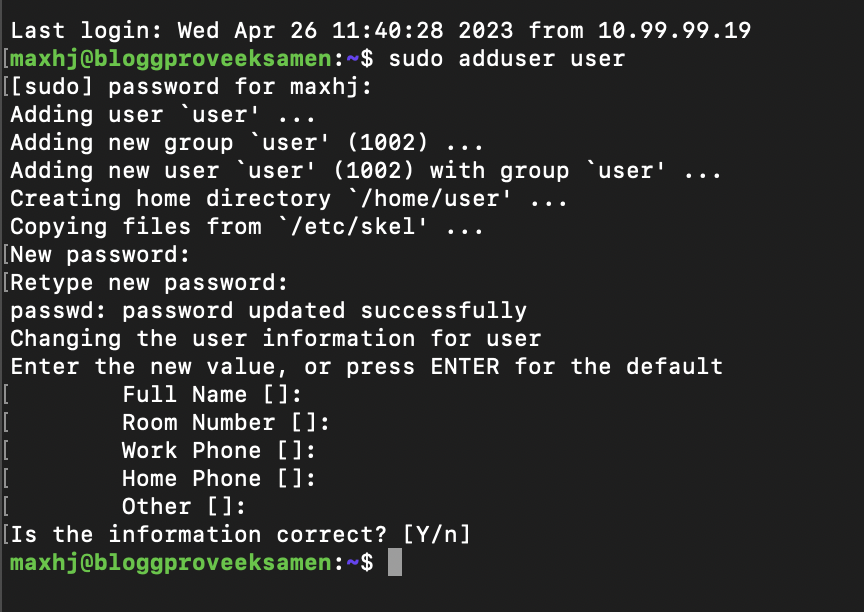 Last login: Wed Apr 26 11:40:28 2023 from 10.99.99.19
[maxhj@bloggproveeksamen:~$ sudo adduser user
[[sudo] password for maxhj:
Adding user `user' ...
Adding new group `user' (1002) ...
Adding new user `user' (1002) with group `user' ...
Creating home directory `/home/user' ...
Copying files from `/etc/skel' ...
[New password:
[Retype new password:
passwd: password updated successfully
Changing the user information for user
Enter the new value, or press ENTER for the default
[        Full Name []:
[        Room Number []:
[        Work Phone []:
[        Home Phone []:
[        Other []:
[Is the information correct? [Y/n]
maxhj@bloggproveeksamen:~$